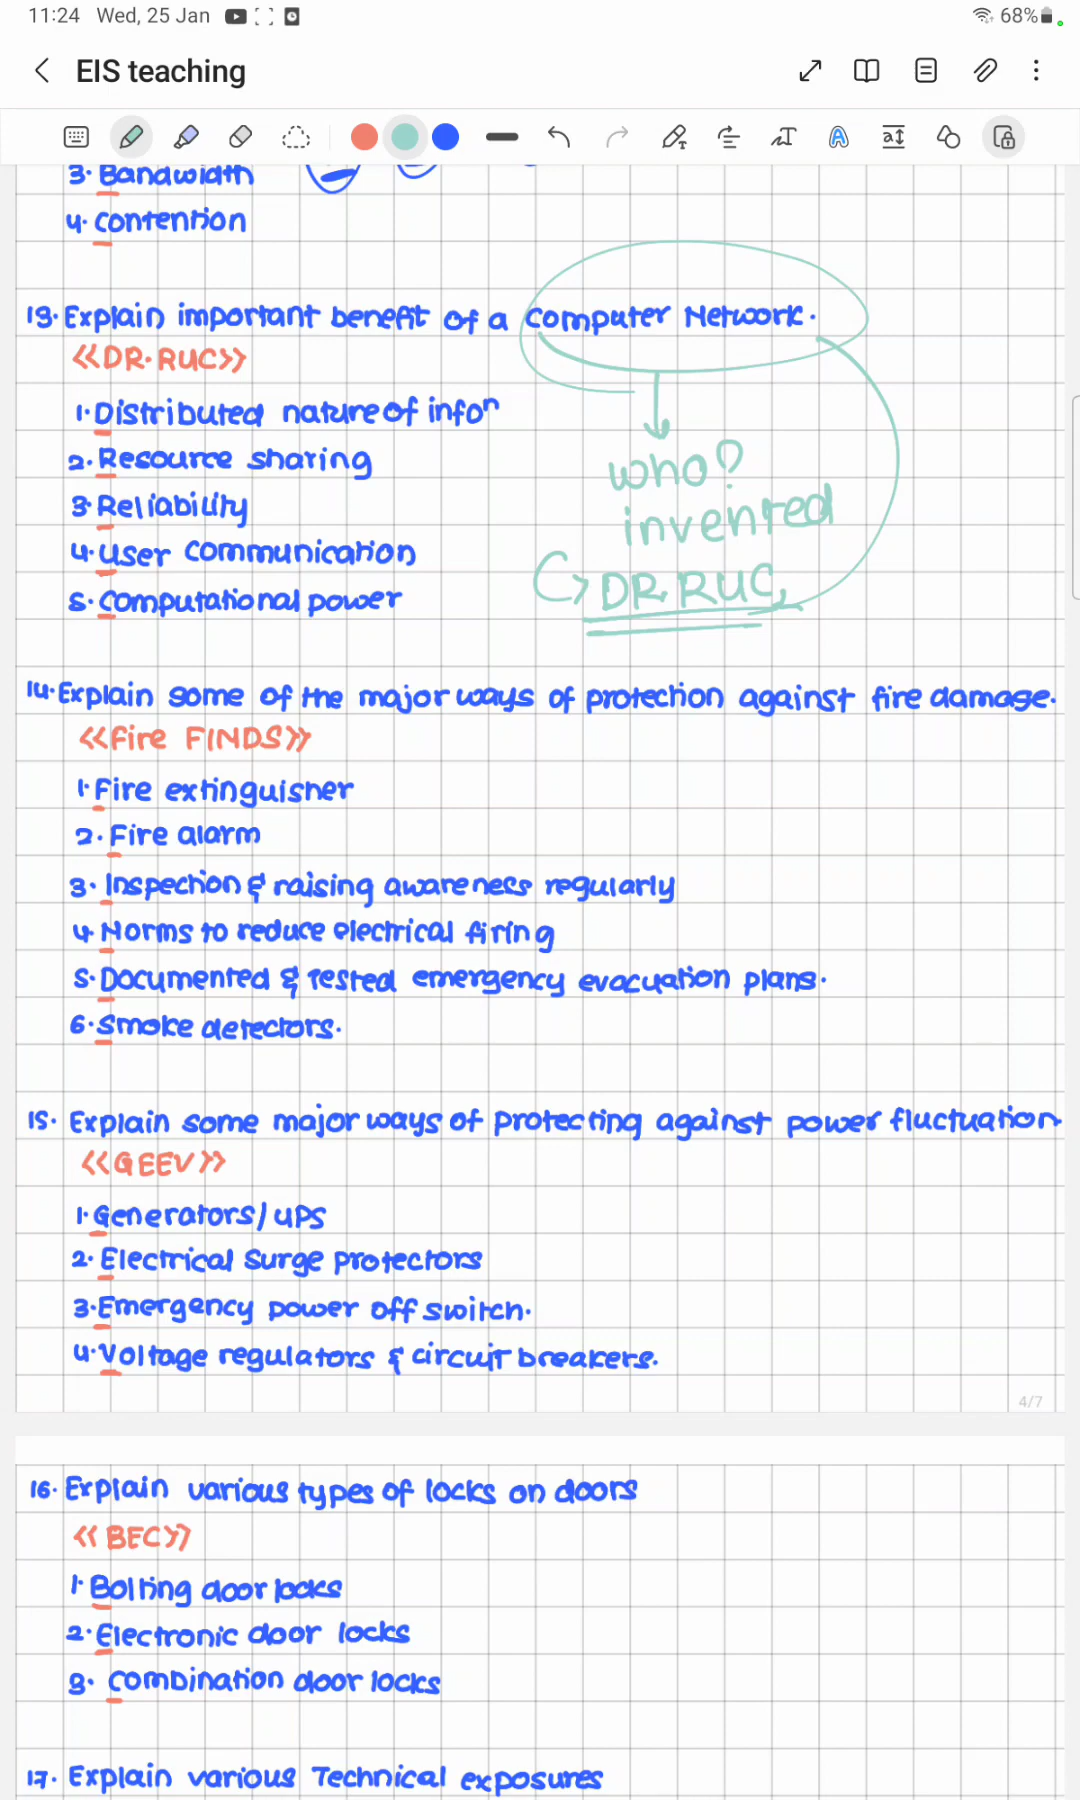 11:24 Wed, 25 Jan 68%
EIS teaching
3. Bandwidth
4. Contention
13. Explain important benefit of a Computer Network.
<<DR.RUC>>
1. Distributed nature of infoⁿ
2. Resource sharing
3. Reliability
4. User communication
5. Computational power
who?
invented
DR. RUC
14. Explain some of the major ways of protection against fire damage.
<<Fire FINDS>>
1. Fire extinguisher
2. Fire alarm
3. Inspection & raising awareness regularly
4. Norms to reduce electrical firing
5. Documented & Tested emergency evacuation plans.
6. Smoke detectors.
15. Explain some major ways of protecting against power fluctuation
<<GEEV>>
1. Generators/UPS
2. Electrical Surge Protectors
3. Emergency power off switch.
4. Voltage regulators & circuit breakers.
4/7
16. Explain various types of locks on doors
<<BEC>>
1. Bolting door locks
2. Electronic door locks
3. Combination door locks
17. Explain various Technical exposures